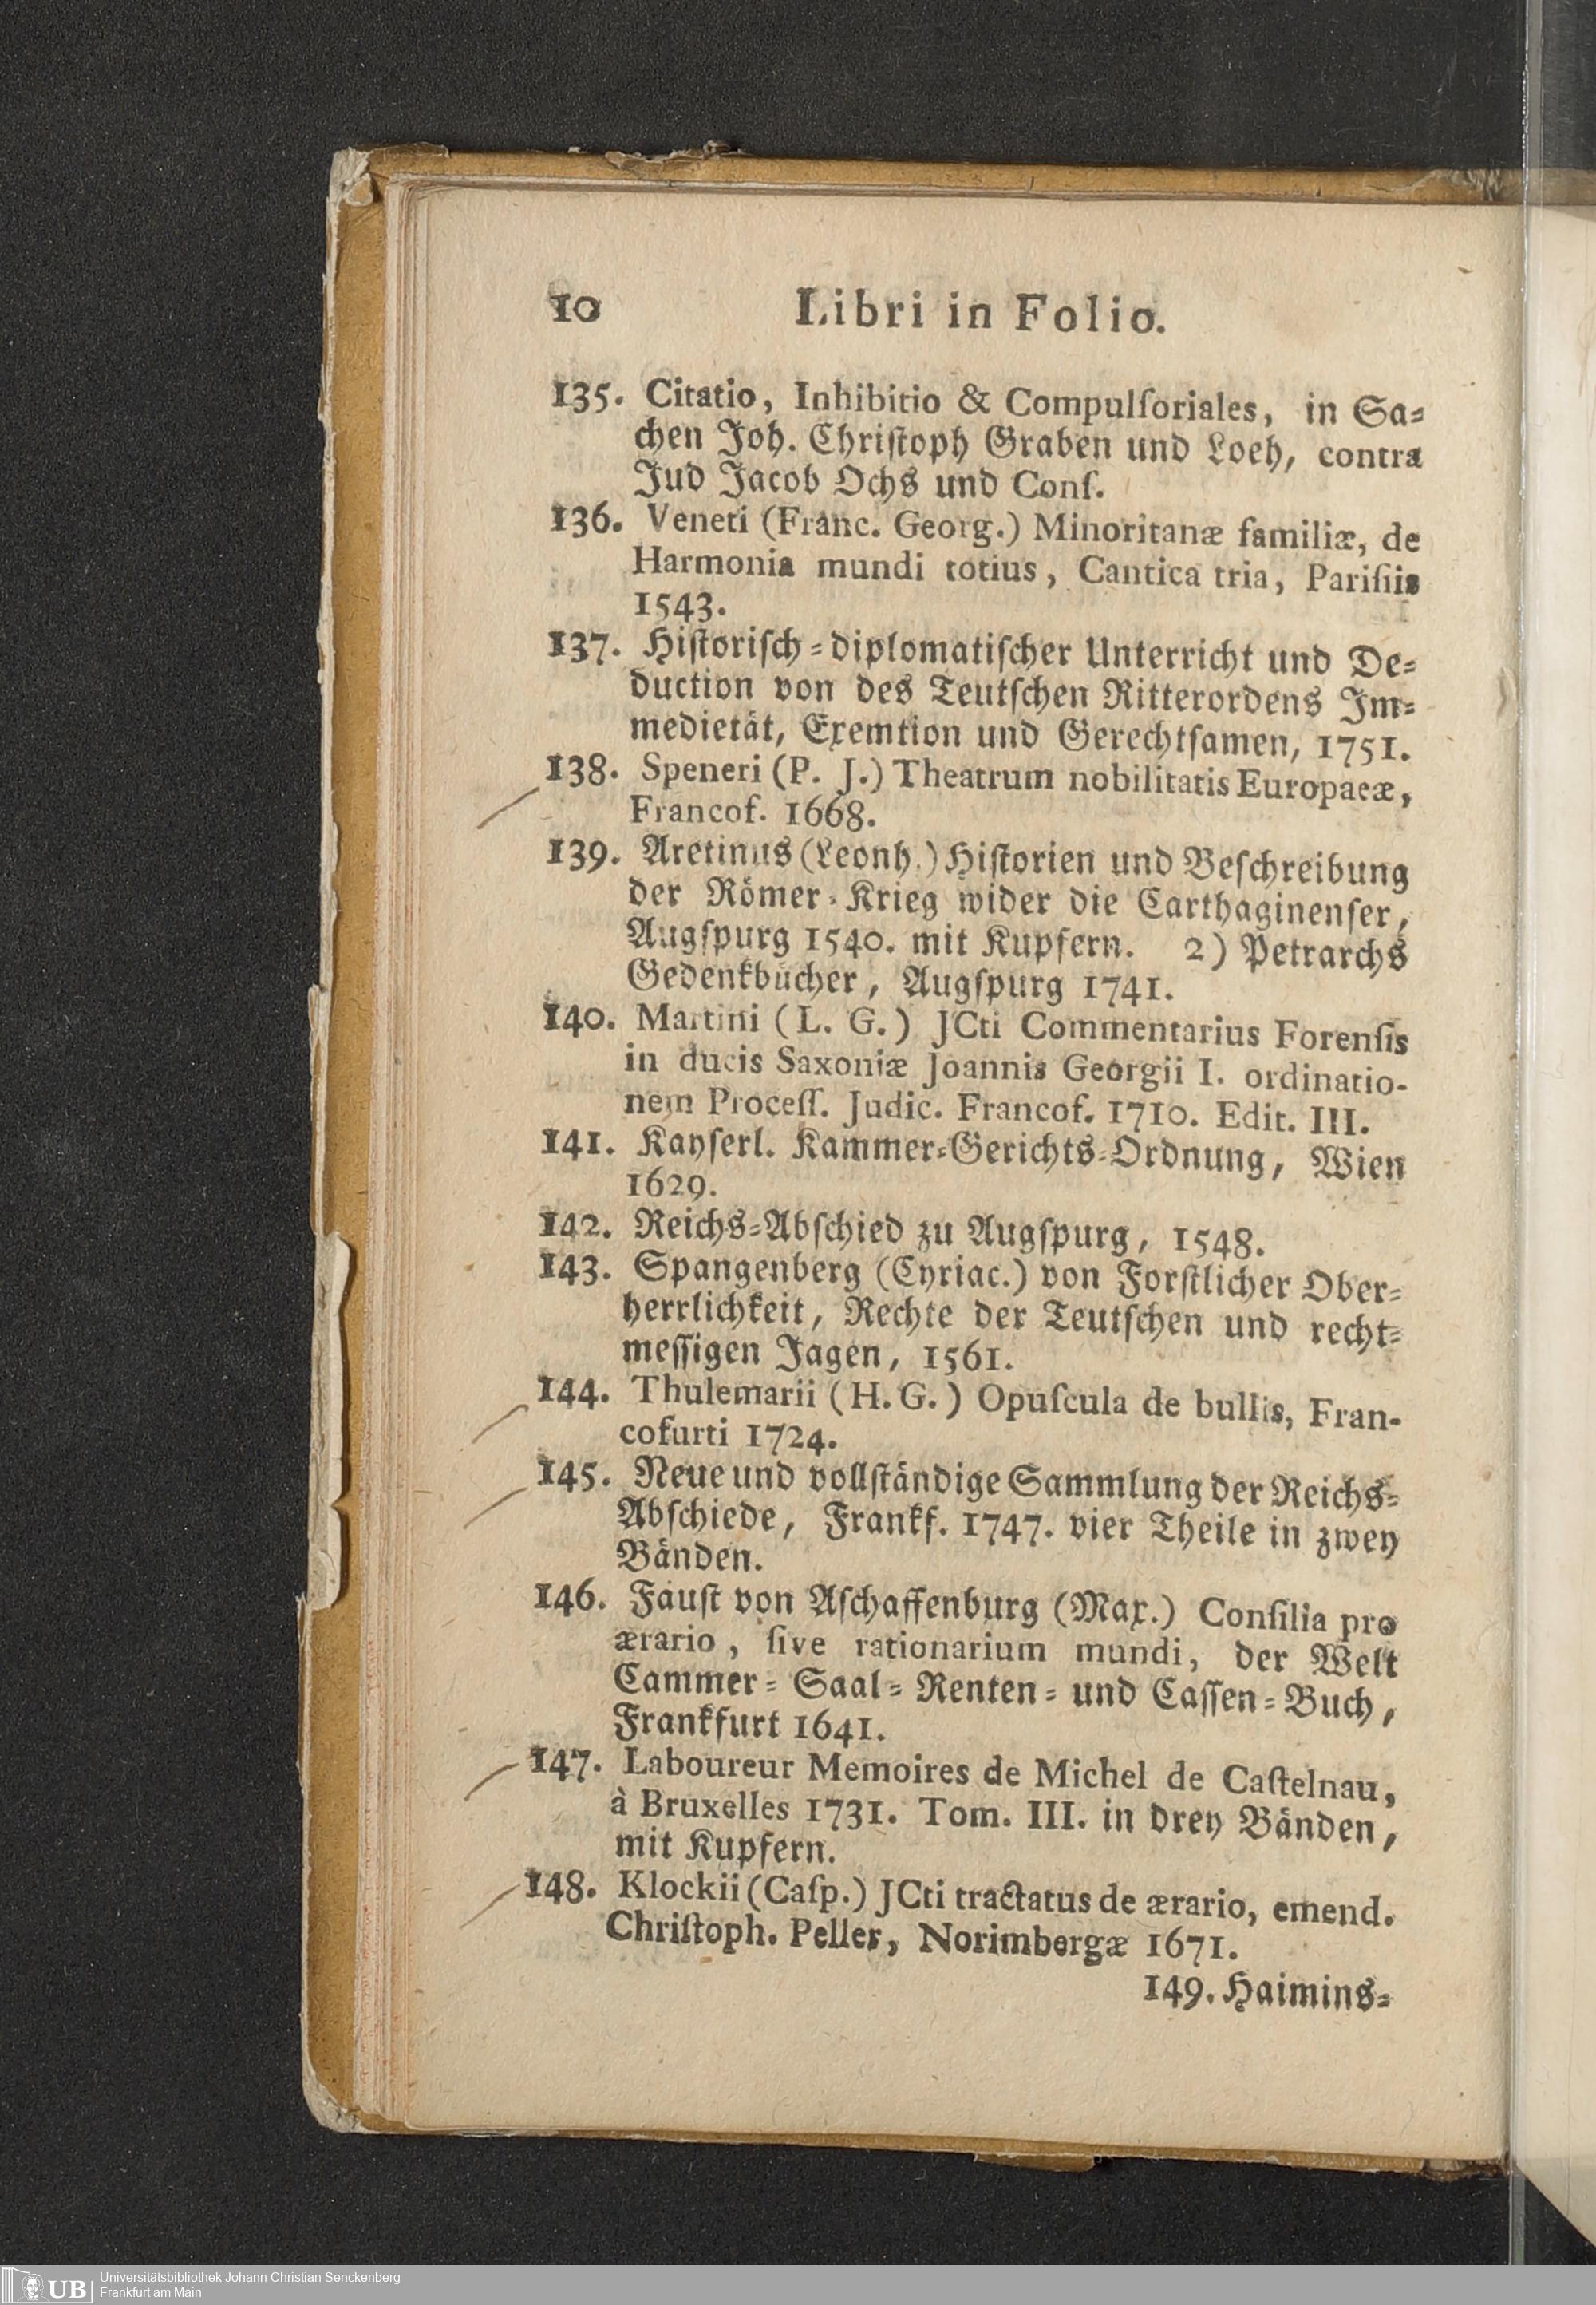 10 Libri in Folio.
135. Citatio, Inhibitio & Compulſoriales, in Sa⸗
chen Joh. Chriſtoph Graben und Loeh, contra
Jud Jacob Ochs und Conſ.
136. Veneti (Franc. Georg.) Minoritanæ familiæ, de
Harmonia mundi totius, Cantica tria, Pariſiis
1543.
137. Hiſtoriſch⸗diplomatiſcher Unterricht und De⸗
duction von des Teutſchen Ritterordens Im⸗
medietät, Exemtion und Gerechtſamen, 1751.
138. Speneri (P. J.) Theatrum nobilitatis Europaeæ,
Francof. 1668.
139. Aretinus (Leonh.) Hiſtorien und Beſchreibung
der Römer⸗Krieg wider die Carthaginenſer,
Augſpurg 1540. mit Kupfern. 2) Petrarchs
Gedenkbücher, Augſpurg 1741.
140. Martini (L. G.) JCti Commentarius Forenſis
in ducis Saxoniæ Joannis Georgii I. ordinatio-
nem Proceſſ. Judic. Francof. 1710. Edit. III.
141. Kayſerl. Kammer⸗Gerichts⸗Ordnung, Wien
1629.
142. Reichs⸗Abſchied zu Augſpurg, 1548.
143. Spangenberg (Cyriac.) von Forſtlicher Ober⸗
herrlichkeit, Rechte der Teutſchen und recht⸗
meſſigen Jagen, 1561.
144. Thulemarii (H. G.) Opuſcula de bullis, Fran-
cofurti 1724.
145. Neue und vollſtändige Sammlung der Reichs⸗
Abſchiede, Frankf. 1747. vier Theile in zwey
Bänden.
146. Fauſt von Aſchaffenburg (Max.) Conſilia pro
ærario, ſive rationarium mundi, der Welt
Cammer⸗Saal⸗Renten⸗und Caſſen⸗Buch,
Frankfurt 1641.
147. Laboureur Memoires de Michel de Caſtelnau,
à Bruxelles 1731. Tom. III. in drey Bänden,
mit Kupfern.
148. Klockii (Caſp.) JCti tractatus de ærario, emend.
Chriſtoph. Peller, Norimbergæ 1671.
149. Haimins⸗
UB Universitätsbibliothek Johann Christian Senckenberg
Frankfurt am Main